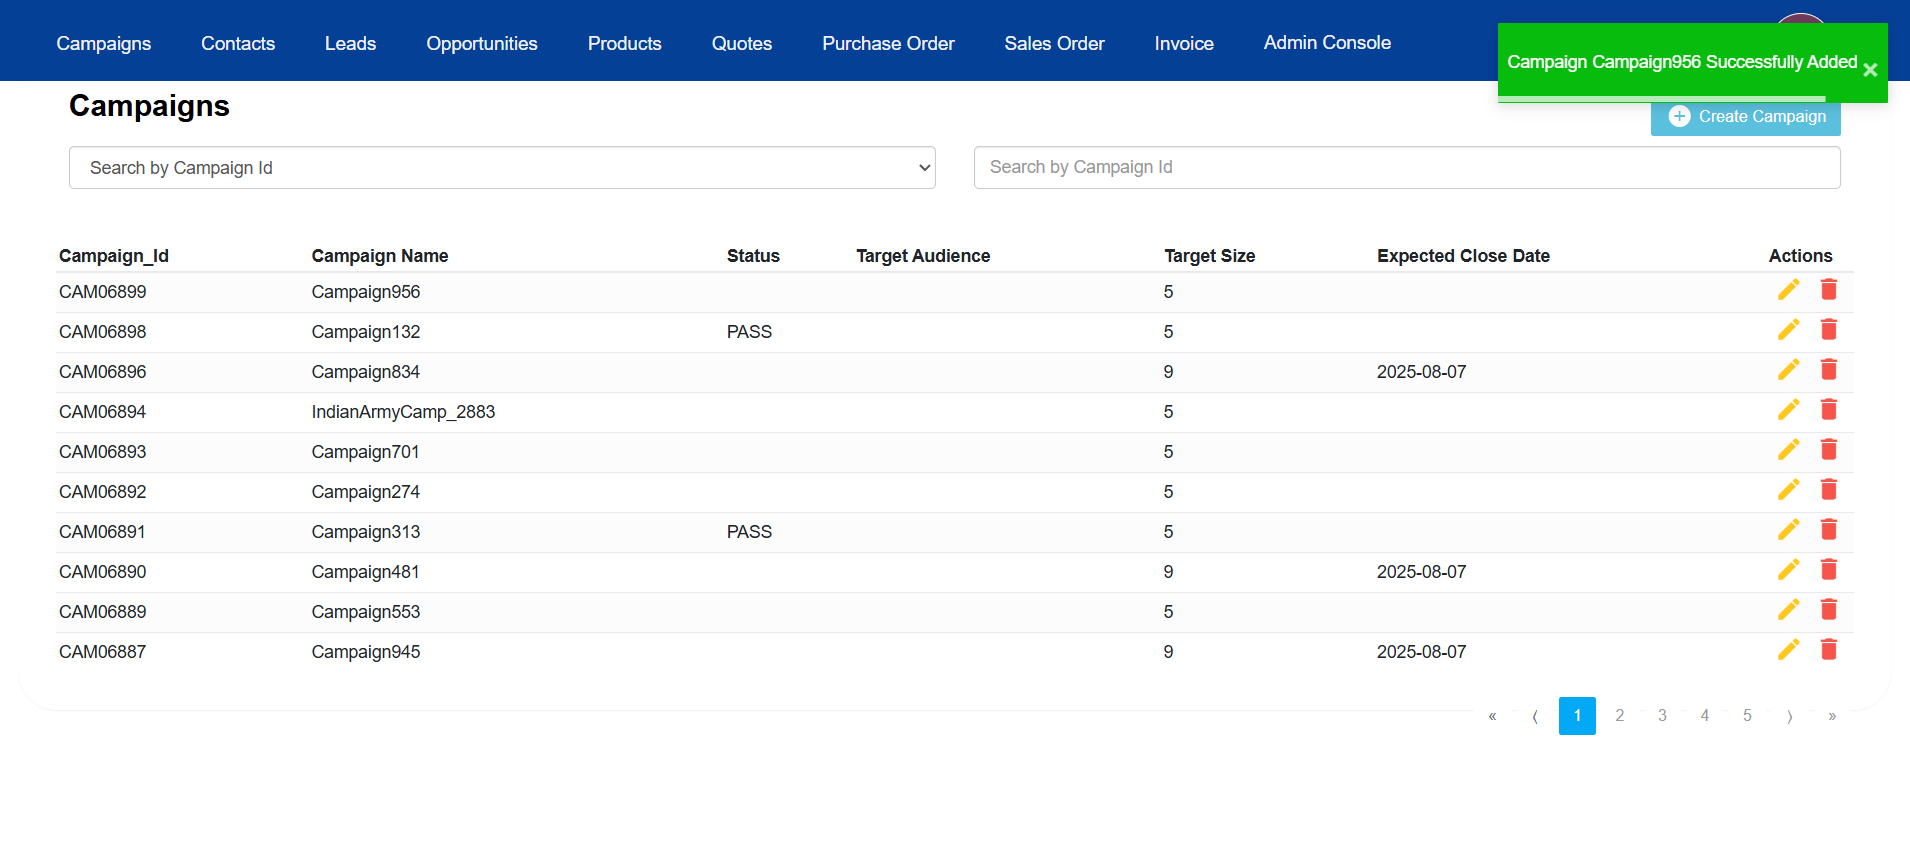 Campaigns Contacts Leads Opportunities Products Quotes Purchase Order Sales Order Invoice Admin Console
Campaign Campaign956 Successfully Added ×
Campaigns
Create Campaign
Search by Campaign Id Search by Campaign Id
Campaign_Id Campaign Name Status Target Audience Target Size Expected Close Date Actions
CAM06899 Campaign956 5
CAM06898 Campaign132 PASS 5
CAM06896 Campaign834 9 2025-08-07
CAM06894 IndianArmyCamp_2883 5
CAM06893 Campaign701 5
CAM06892 Campaign274 5
CAM06891 Campaign313 PASS 5
CAM06890 Campaign481 9 2025-08-07
CAM06889 Campaign553 5
CAM06887 Campaign945 9 2025-08-07
« ⟨ 1 2 3 4 5 ⟩ »